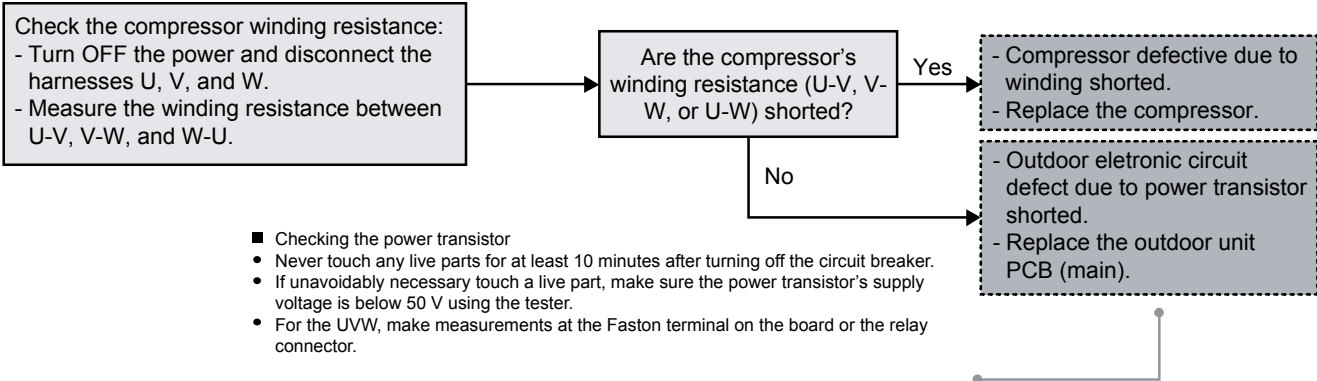 Check the compressor winding resistance:
- Turn OFF the power and disconnect the
harnesses U, V, and W.
- Measure the winding resistance between
U-V, V-W, and W-U.
Are the compressor's
winding resistance (U-V, V-
W, or U-W) shorted?
Yes
- Compressor defective due to
winding shorted.
- Replace the compressor.
No
- Outdoor eletronic circuit
defect due to power transistor
shorted.
- Replace the outdoor unit
PCB (main).
■ Checking the power transistor
• Never touch any live parts for at least 10 minutes after turning off the circuit breaker.
• If unavoidably necessary touch a live part, make sure the power transistor's supply
voltage is below 50 V using the tester.
• For the UVW, make measurements at the Faston terminal on the board or the relay
connector.